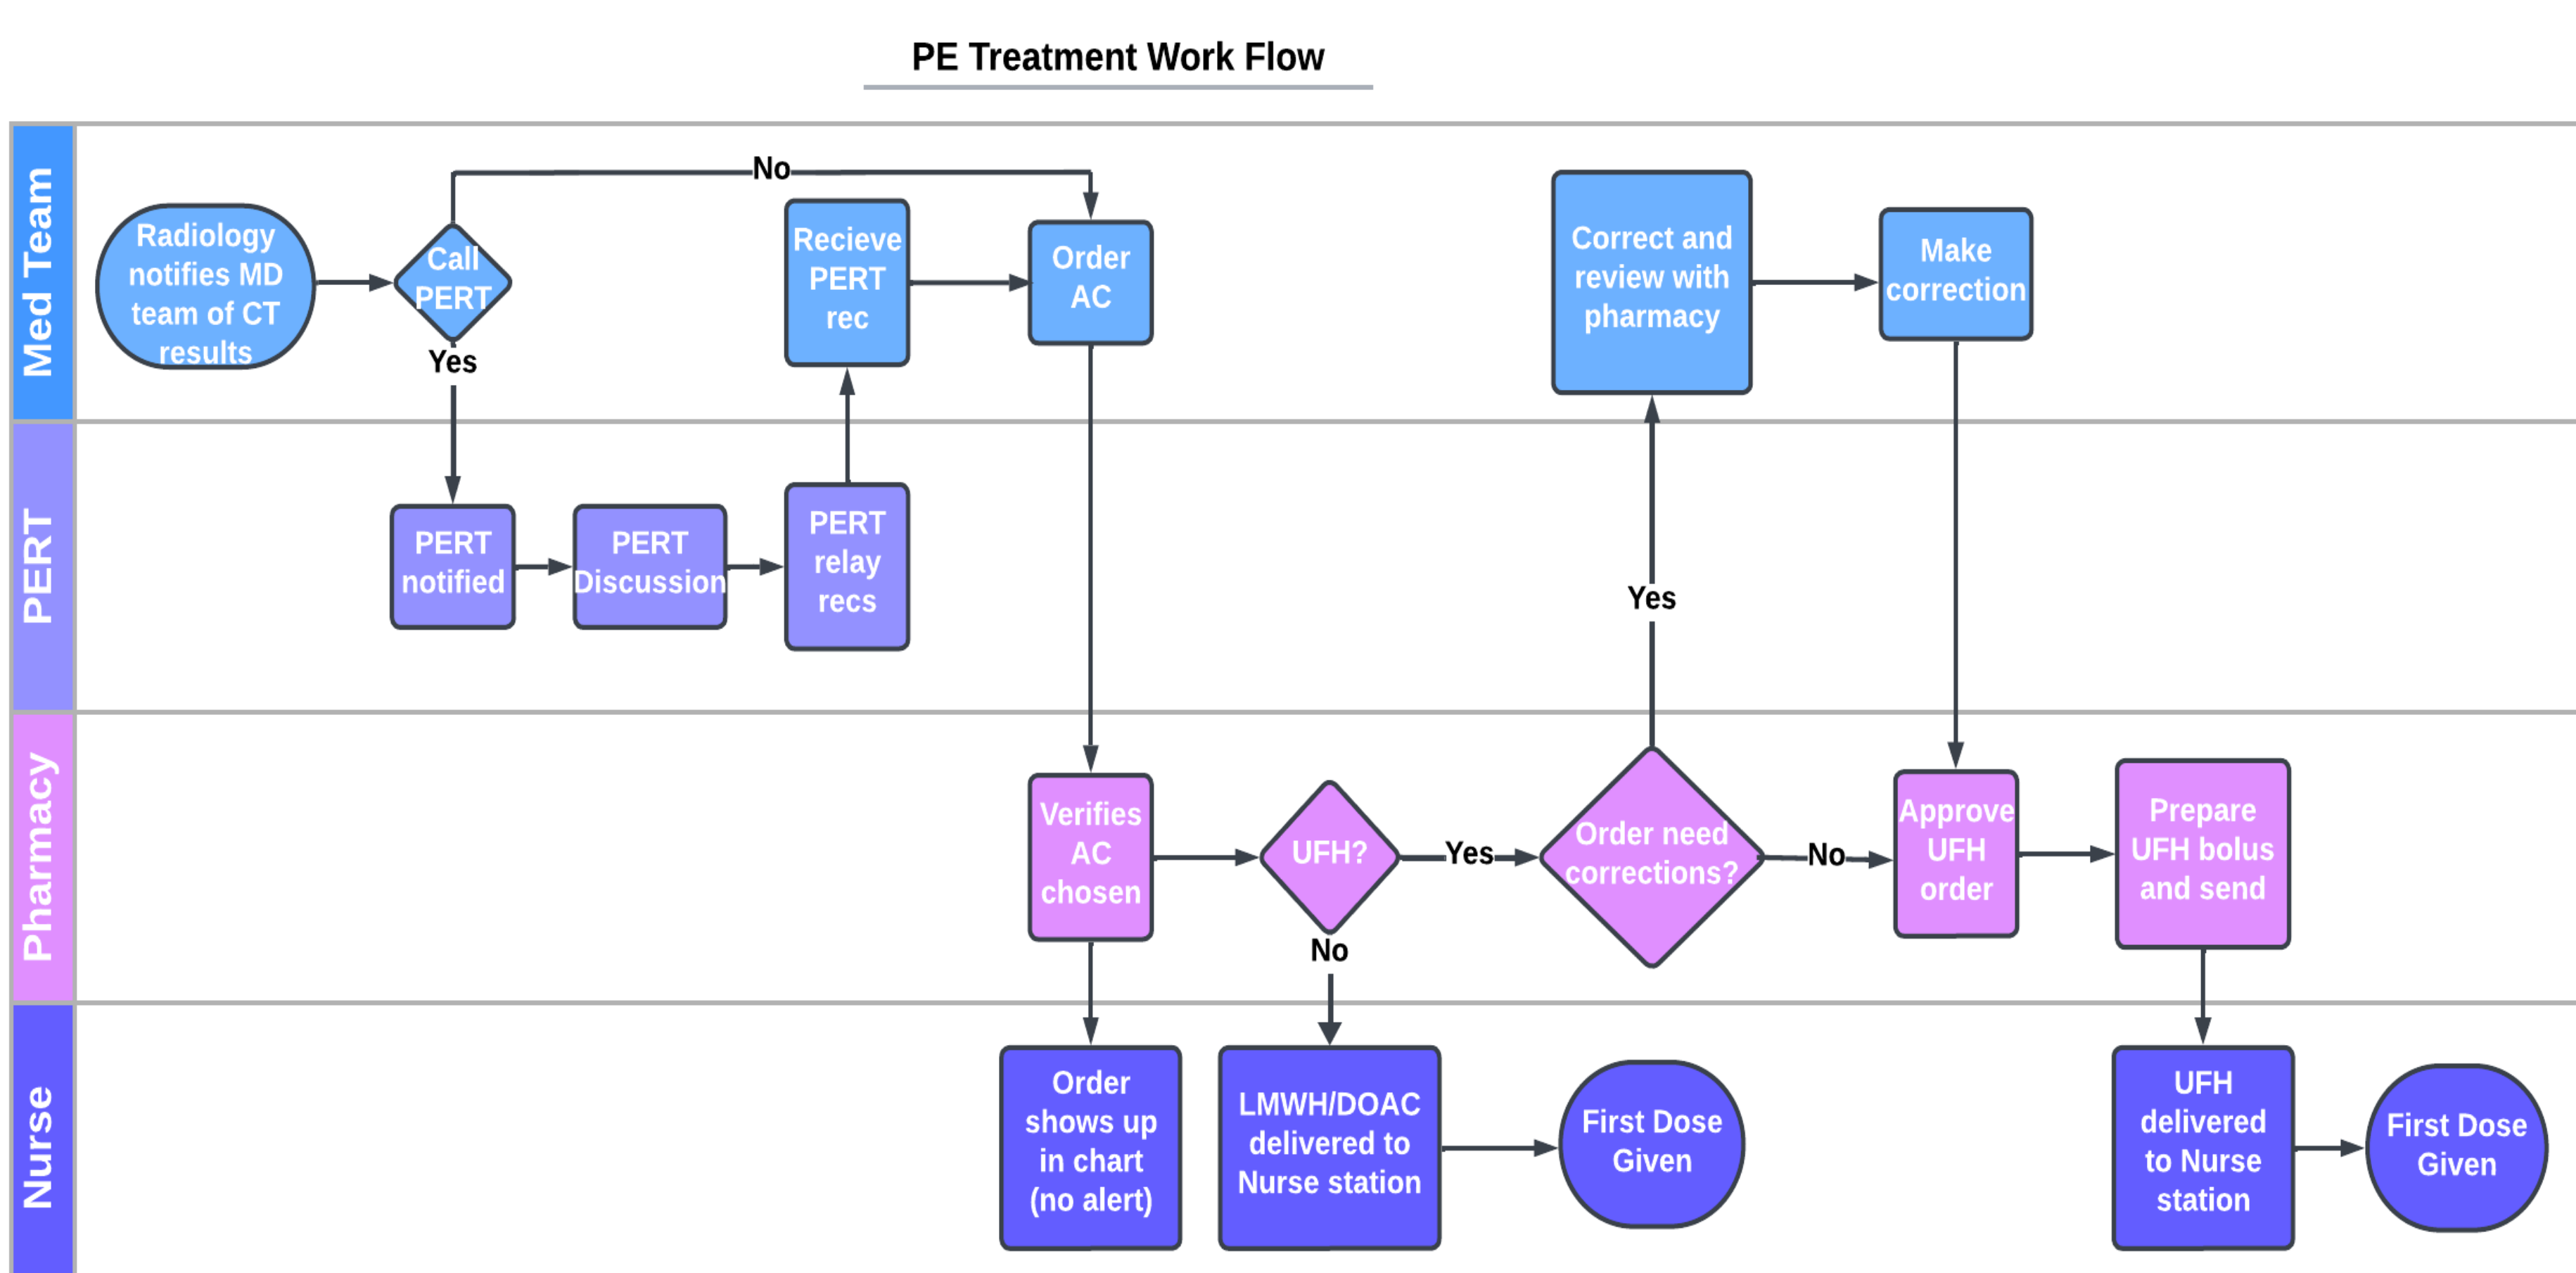 PE Treatment Work Flow
Med Team
Radiology
notifies MD
team of CT
results
Call
PERT
No
Yes
Recieve
PERT
rec
Order
AC
Correct and
review with
pharmacy
Make
correction
PERT
PERT
notified
PERT
Discussion
PERT
relay
recs
Yes
Pharmacy
Verifies
AC
chosen
UFH?
Yes
No
Order need
corrections?
No
Approve
UFH
order
Prepare
UFH bolus
and send
Nurse
Order
shows up
in chart
(no alert)
LMWH/DOAC
delivered to
Nurse station
First Dose
Given
UFH
delivered
to Nurse
station
First Dose
Given